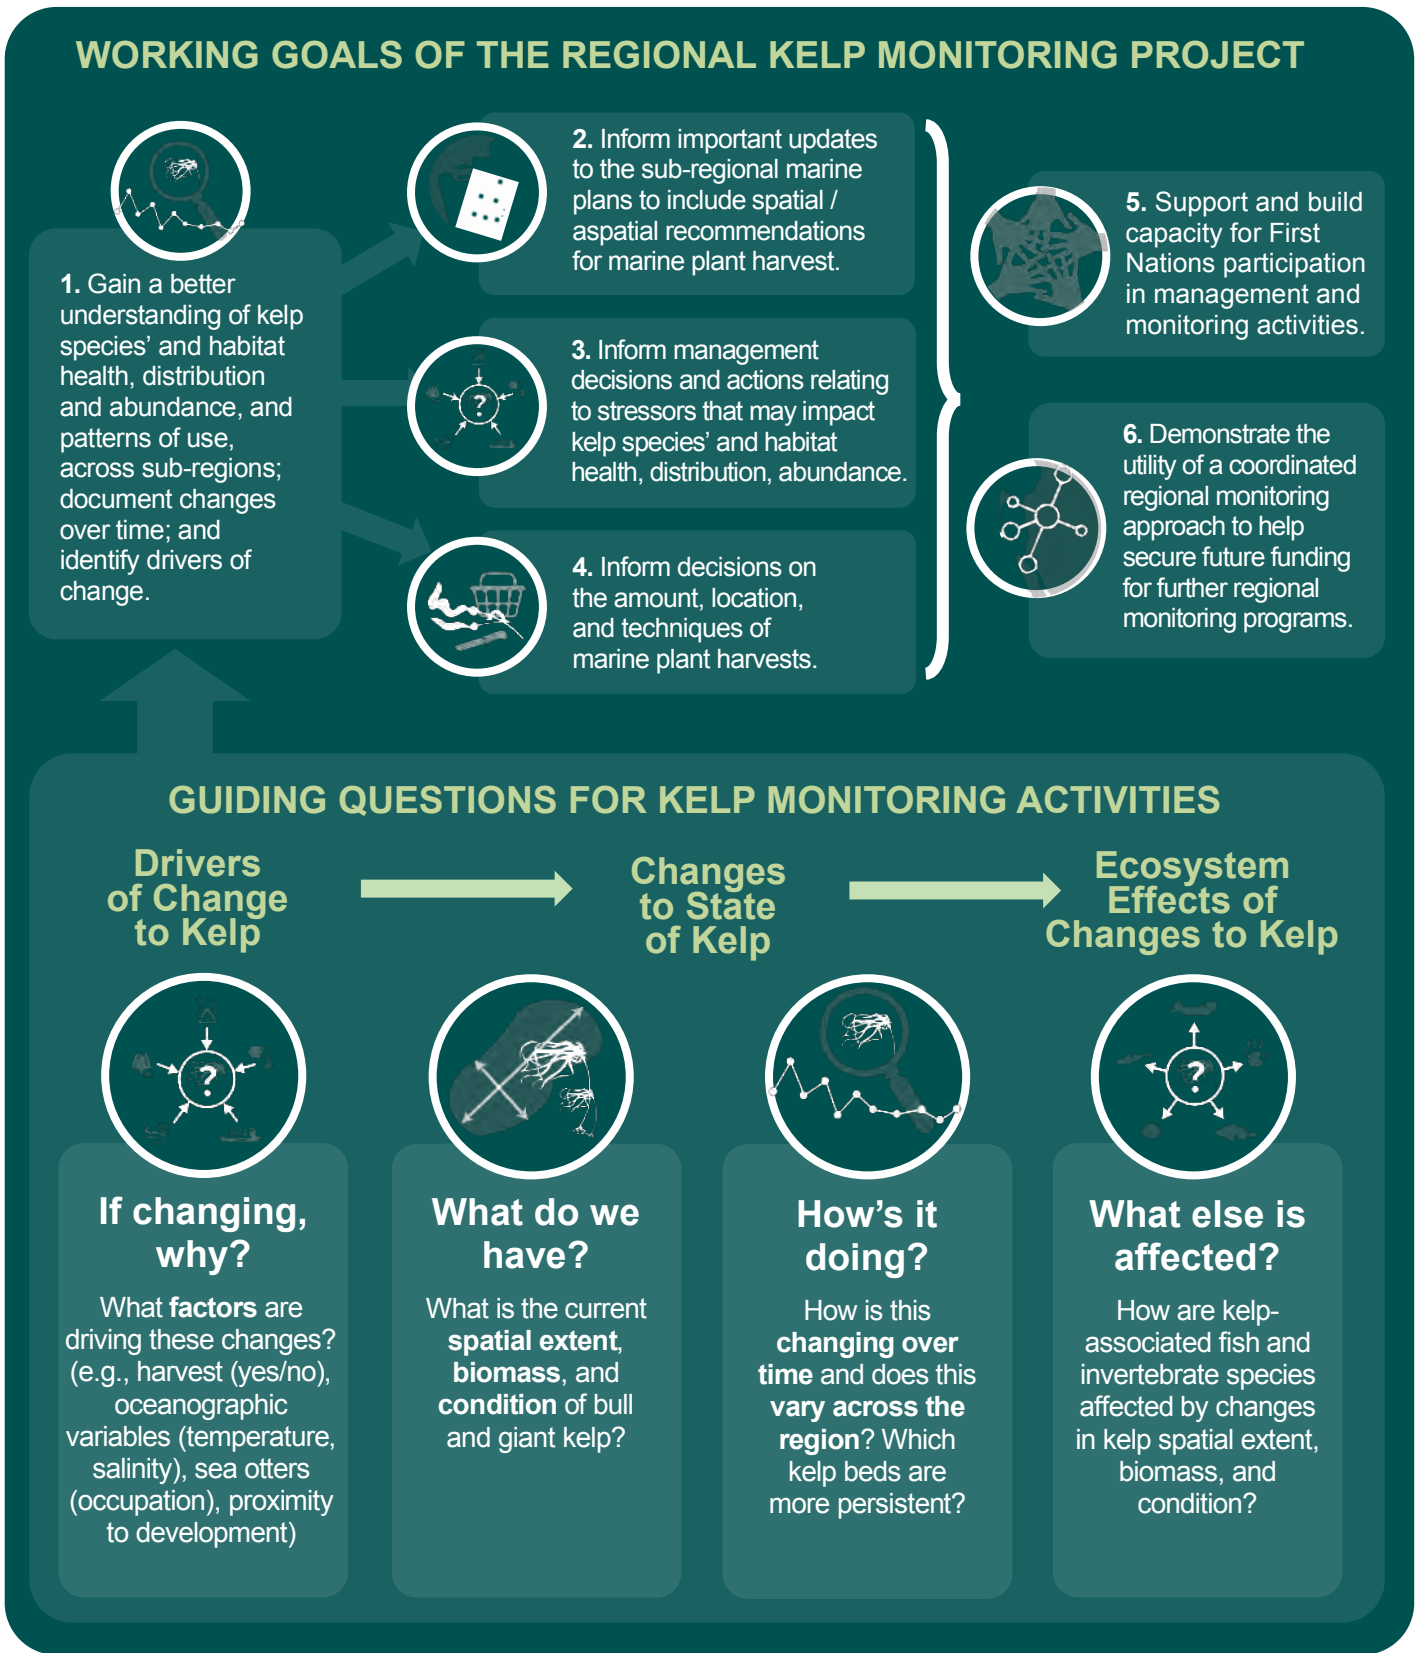 WORKING GOALS OF THE REGIONAL KELP MONITORING PROJECT
1. Gain a better
understanding of kelp
species' and habitat
health, distribution
and abundance, and
patterns of use,
across sub-regions;
document changes
over time; and
identify drivers of
change.
2. Inform important updates
to the sub-regional marine
plans to include spatial /
aspatial recommendations
for marine plant harvest.
3. Inform management
decisions and actions relating
to stressors that may impact
kelp species' and habitat
health, distribution, abundance.
4. Inform decisions on
the amount, location,
and techniques of
marine plant harvests.
5. Support and build
capacity for First
Nations participation
in management and
monitoring activities.
6. Demonstrate the
utility of a coordinated
regional monitoring
approach to help
secure future funding
for further regional
monitoring programs.
?
GUIDING QUESTIONS FOR KELP MONITORING ACTIVITIES
Drivers
of Change
to Kelp
Changes
to State
of Kelp
Ecosystem
Effects of
Changes to Kelp
?
If changing,
why?
What factors are
driving these changes?
(e.g., harvest (yes/no),
oceanographic
variables (temperature,
salinity), sea otters
(occupation), proximity
to development)
What do we
have?
What is the current
spatial extent,
biomass, and
condition of bull
and giant kelp?
How's it
doing?
How is this
changing over
time and does this
vary across the
region? Which
kelp beds are
more persistent?
?
What else is
affected?
How are kelp-
associated fish and
invertebrate species
affected by changes
in kelp spatial extent,
biomass, and
condition?